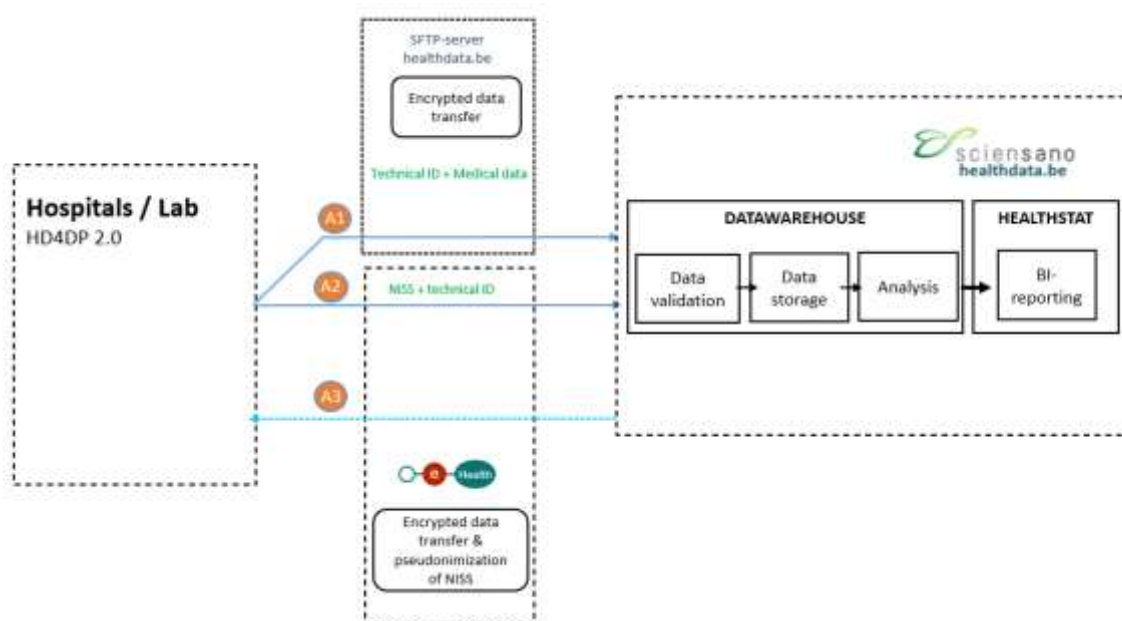 SFTP-server
healthdata.be
Encrypted data
transfer
Technical ID + Medical data
Hospitals / Lab
HD4DP 2.0
A1
A2
NISS + technical ID
A3
Health
Encrypted data
transfer &
pseudonimization
of NISS
sciensano
healthdata.be
DATAWAREHOUSE
HEALTHSTAT
Data
validation
Data
storage
Analysis
BI-
reporting